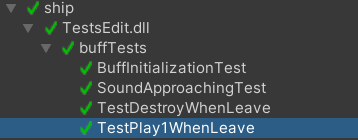 ship
TestsEdit.dll
buffTests
BuffInitializationTest
SoundApproachingTest
TestDestroyWhenLeave
TestPlay1WhenLeave